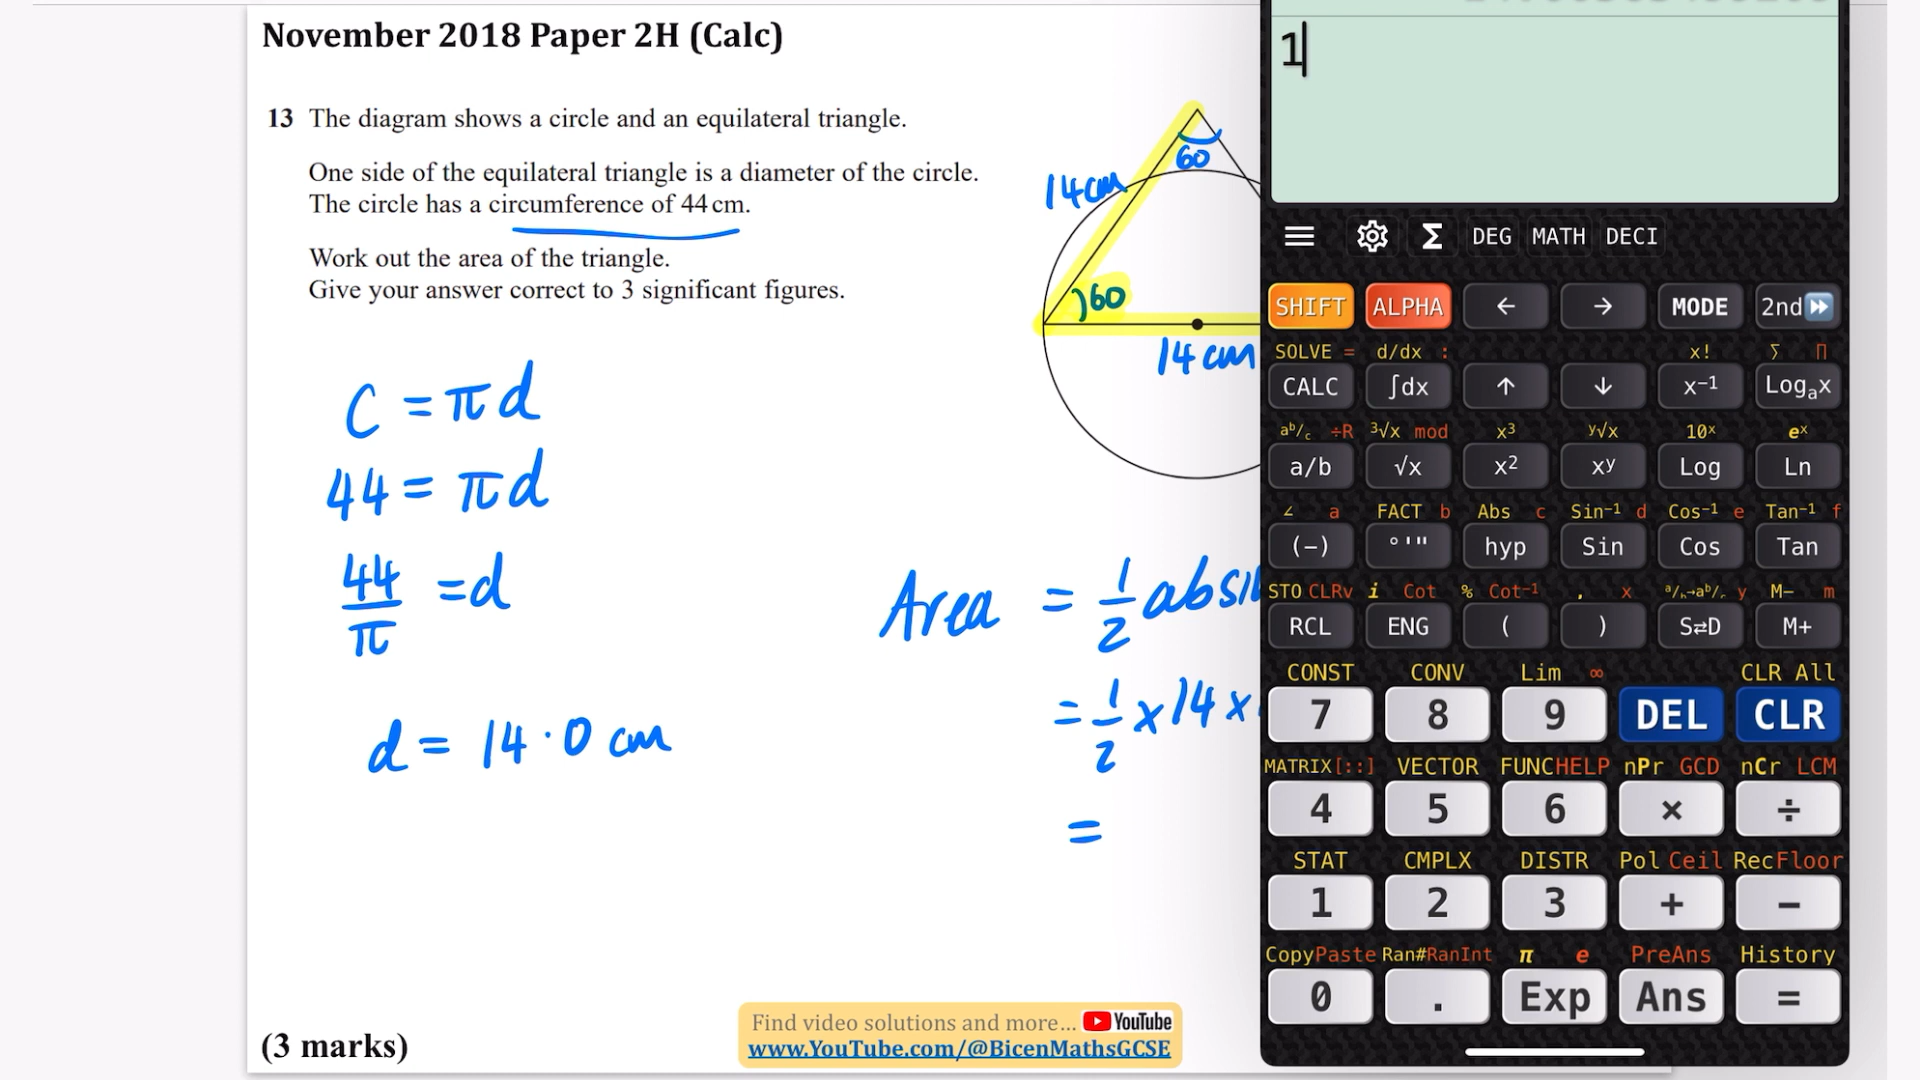 November 2018 Paper 2H (Calc)
13 The diagram shows a circle and an equilateral triangle.
One side of the equilateral triangle is a diameter of the circle.
The circle has a circumference of 44 cm.
Work out the area of the triangle.
Give your answer correct to 3 significant figures.
60
14cm
60
14 cm
C = πd
44 = πd
44/π = d
d = 14·0 cm
Area = 1/2 absin
= 1/2 x 14 x
=
(3 marks)
Find video solutions and more... YouTube
www.YouTube.com/@BicenMathsGCSE
1
DEG MATH DECI
SHIFT ALPHA ← → MODE 2nd
SOLVE = d/dx : x! ∑ ∏
CALC ∫dx ↑ ↓ x⁻¹ Logₐx
aᵇ/c ÷R ³√x mod x³ ʸ√x 10ˣ eˣ
a/b √x x² xʸ Log Ln
∠ a FACT b Abs c Sin⁻¹ d Cos⁻¹ e Tan⁻¹ f
(−) °'" hyp Sin Cos Tan
STO CLRv i Cot % Cot⁻¹ , x a/b→aᵇ/c y M− m
RCL ENG ( ) S⇄D M+
CONST CONV Lim ∞ CLR All
7 8 9 DEL CLR
MATRIX[::] VECTOR FUNC HELP nPr GCD nCr LCM
4 5 6 × ÷
STAT CMPLX DISTR Pol Ceil Rec Floor
1 2 3 + −
Copy Paste Ran# RanInt π e PreAns History
0 . Exp Ans =